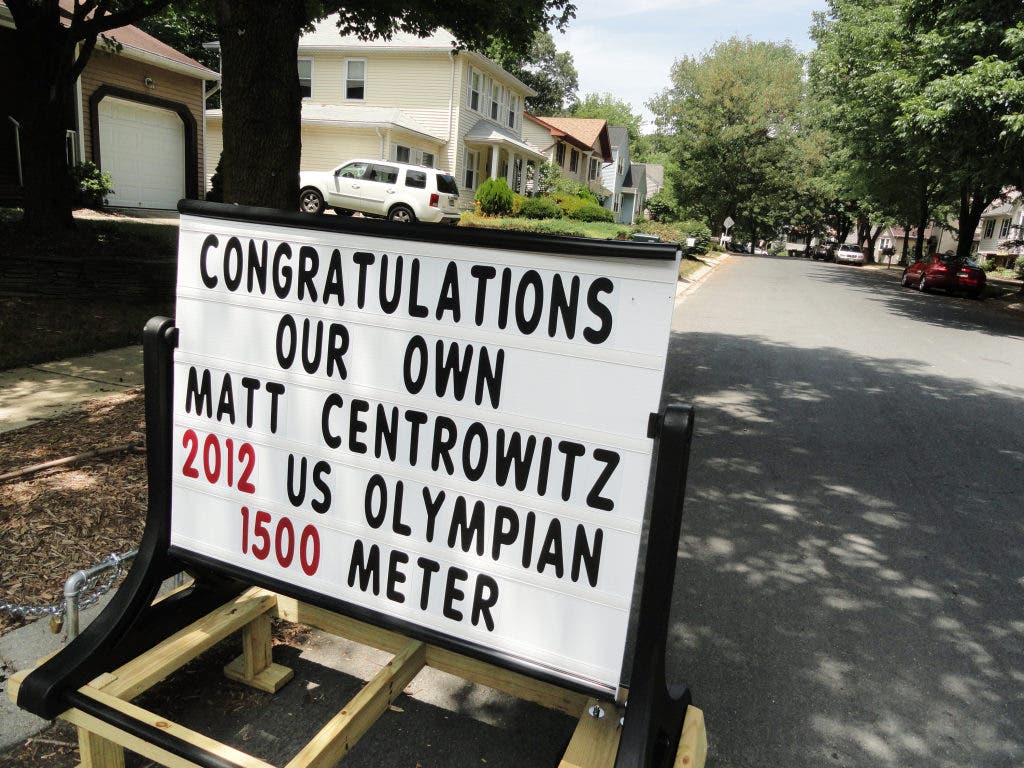 CONGRATULATIONS
OUR OWN
MATT CENTROWITZ
2012 US OLYMPIAN
1500 METER